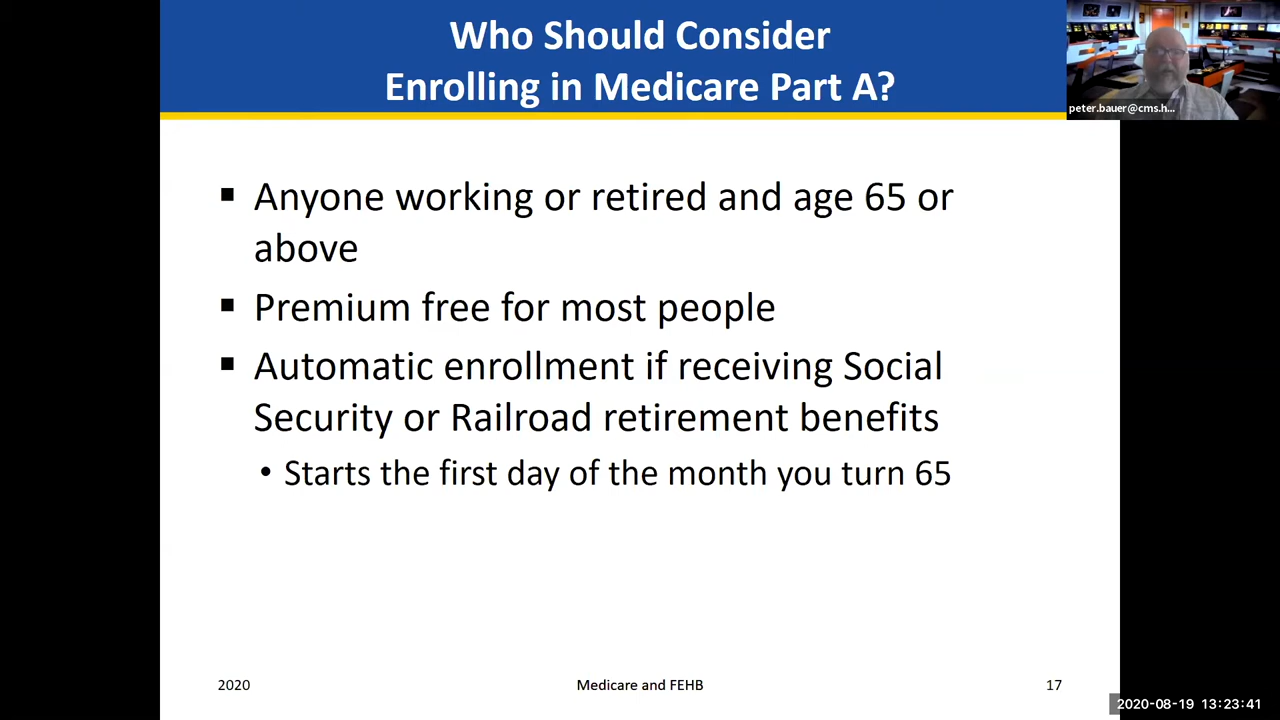 Who Should Consider
Enrolling in Medicare Part A?
peter.bauer@cms.h...
▪ Anyone working or retired and age 65 or
above
▪ Premium free for most people
▪ Automatic enrollment if receiving Social
Security or Railroad retirement benefits
• Starts the first day of the month you turn 65
2020
Medicare and FEHB
17
2020-08-19 13:23:41